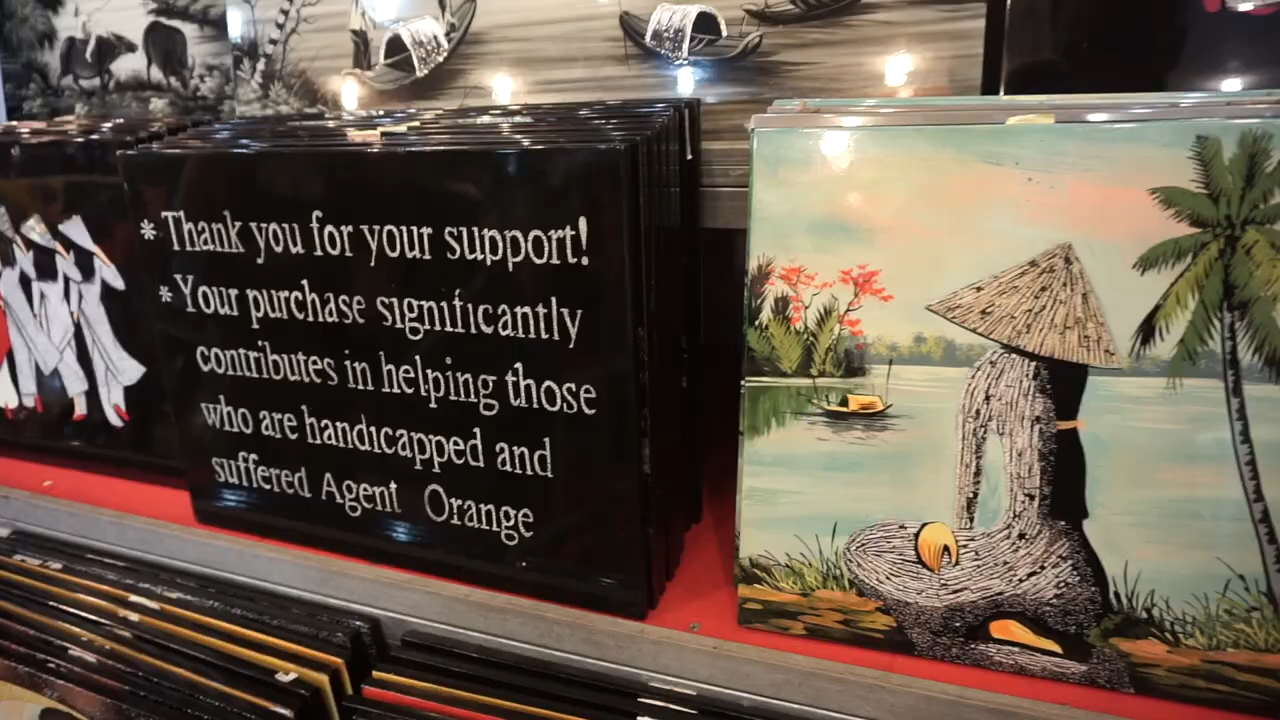 * Thank you for your support!
* Your purchase significantly
contributes in helping those
who are handicapped and
suffered Agent Orange